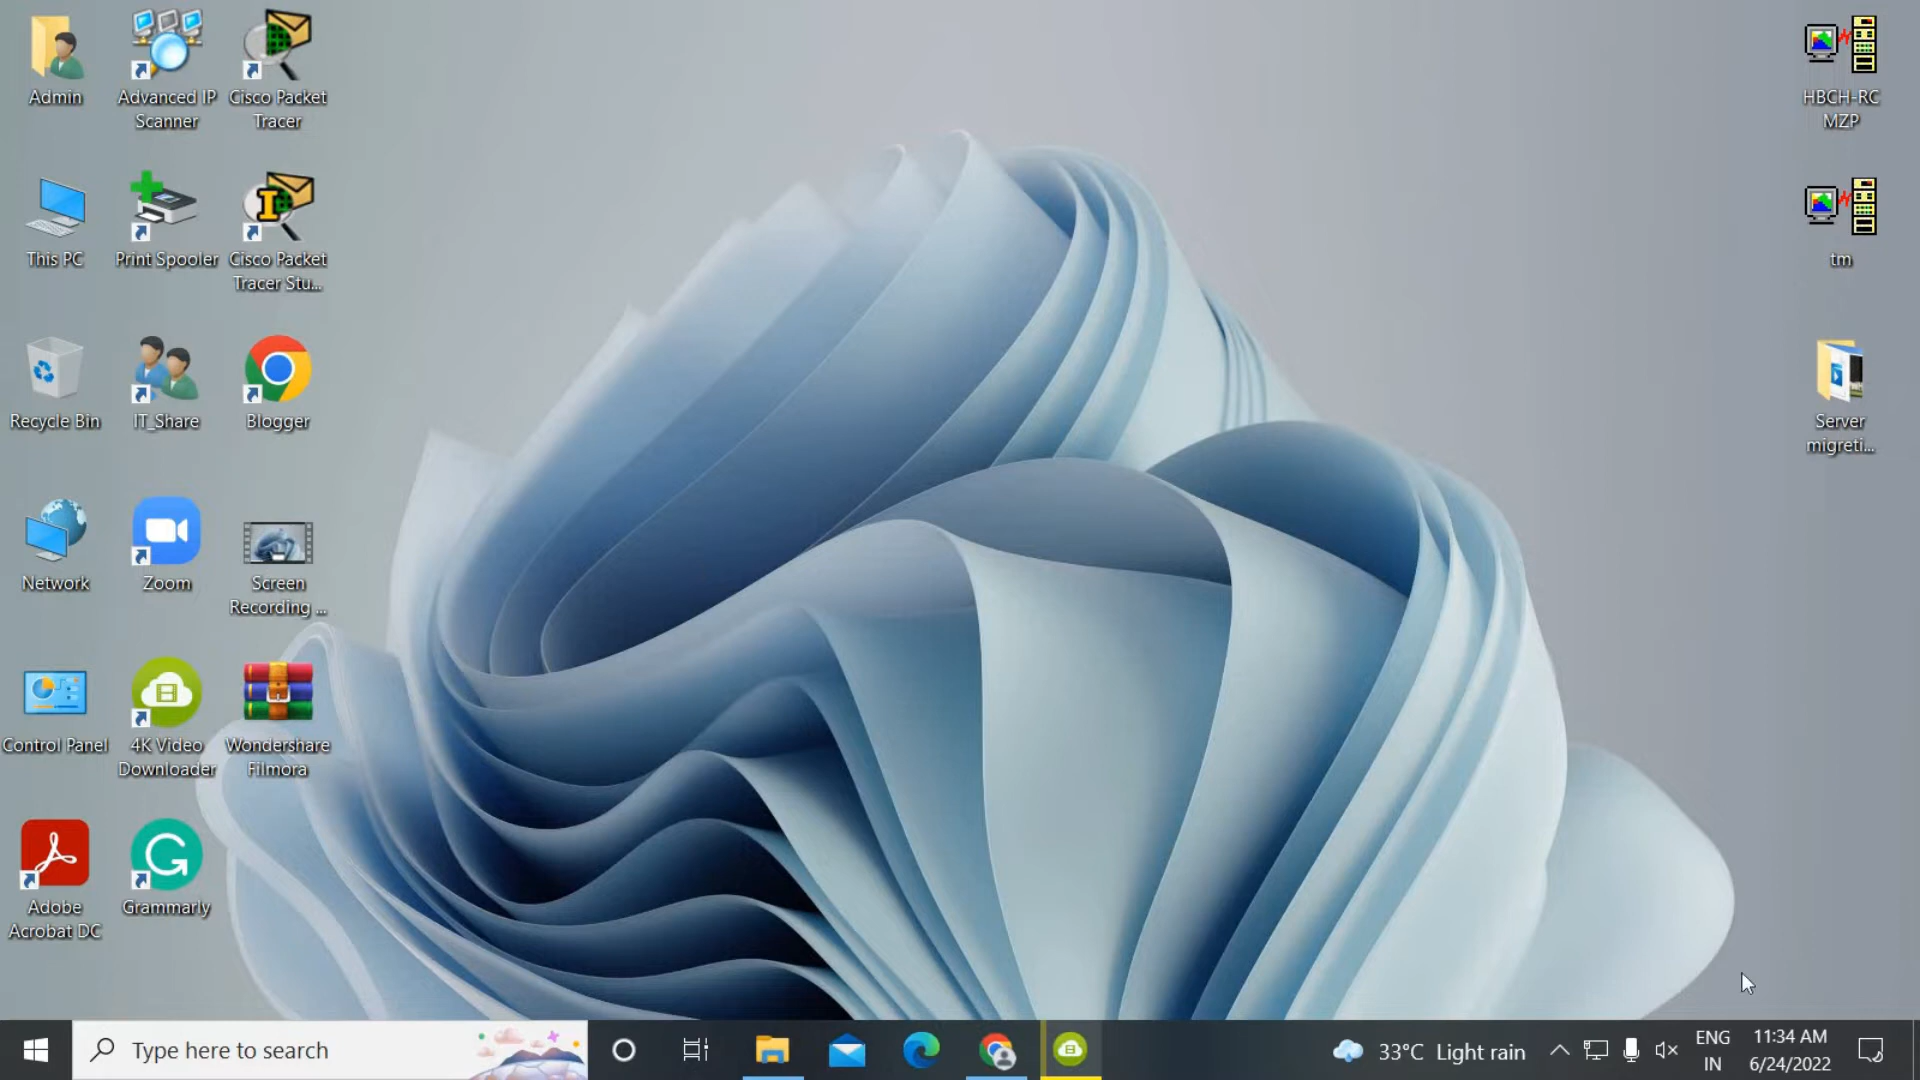 Admin
Advanced IP
Scanner
Cisco Packet
Tracer
HBCH-RC
MZP
This PC
Print Spooler
Cisco Packet
Tracer Stu...
tm
Recycle Bin
IT_Share
Blogger
Server
migreti...
Network
Zoom
Screen
Recording ...
Control Panel
4K Video
Downloader
Wondershare
Filmora
Adobe
Acrobat DC
Grammarly
Type here to search
33°C Light rain
ENG
IN
11:34 AM
6/24/2022